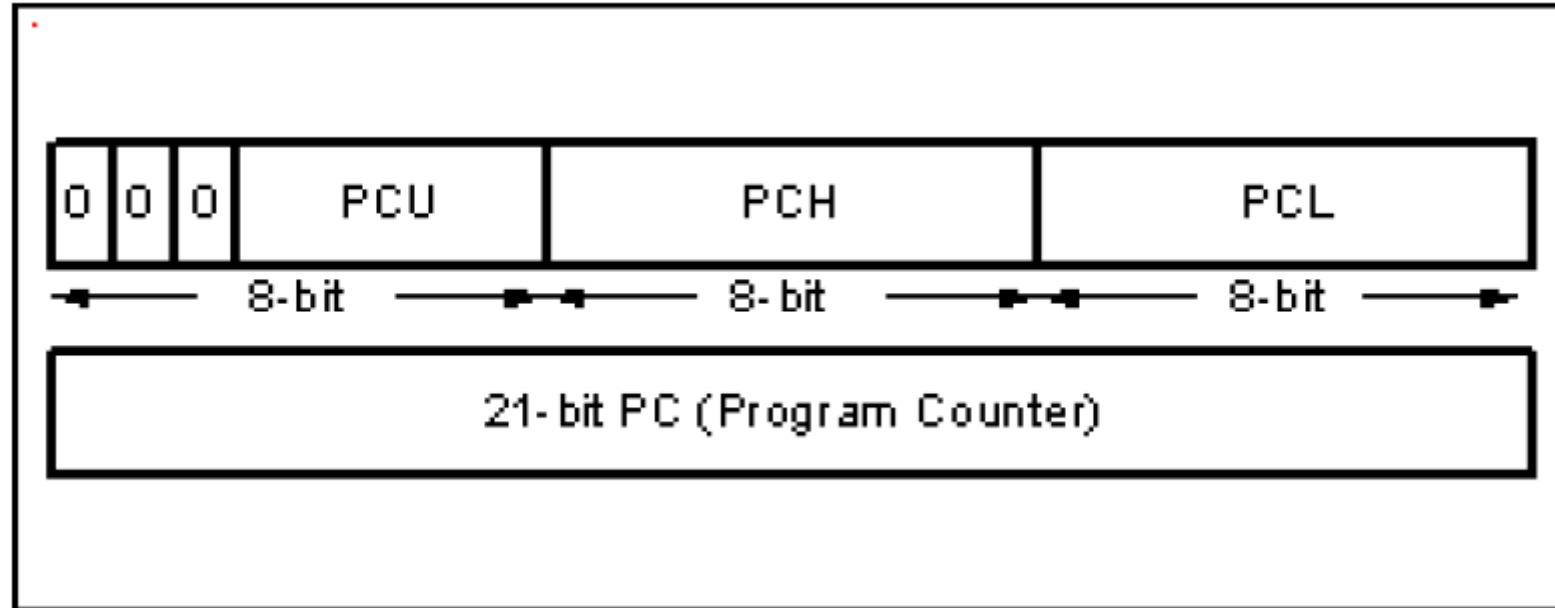 0 0 0 PCU PCH PCL
8-bit 8-bit 8-bit
21-bit PC (Program Counter)